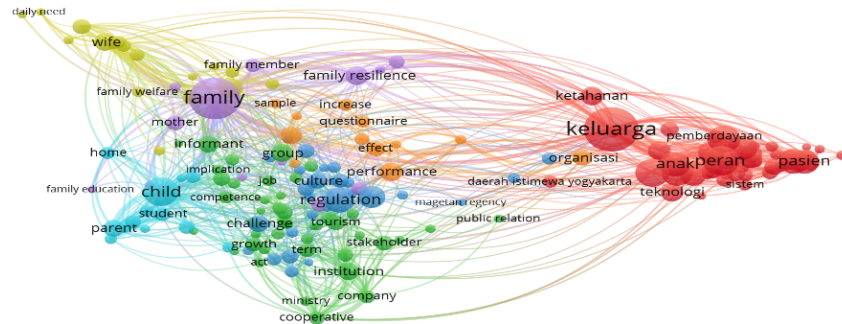 daily need
wife
family member
family resilience
family welfare
family
sample
increase
ketahanan
mother
questionnaire
keluarga
pemberdayaan
informant
effect
home
group
organisasi
anak
peran
pasien
implication
performance
family education
child
job
culture
daerah istimewa yogyakarta
teknologi
sistem
competence
regulation
magetan regency
student
parent
challenge
tourism
public relation
growth
term
stakeholder
act
institution
ministry
company
cooperative